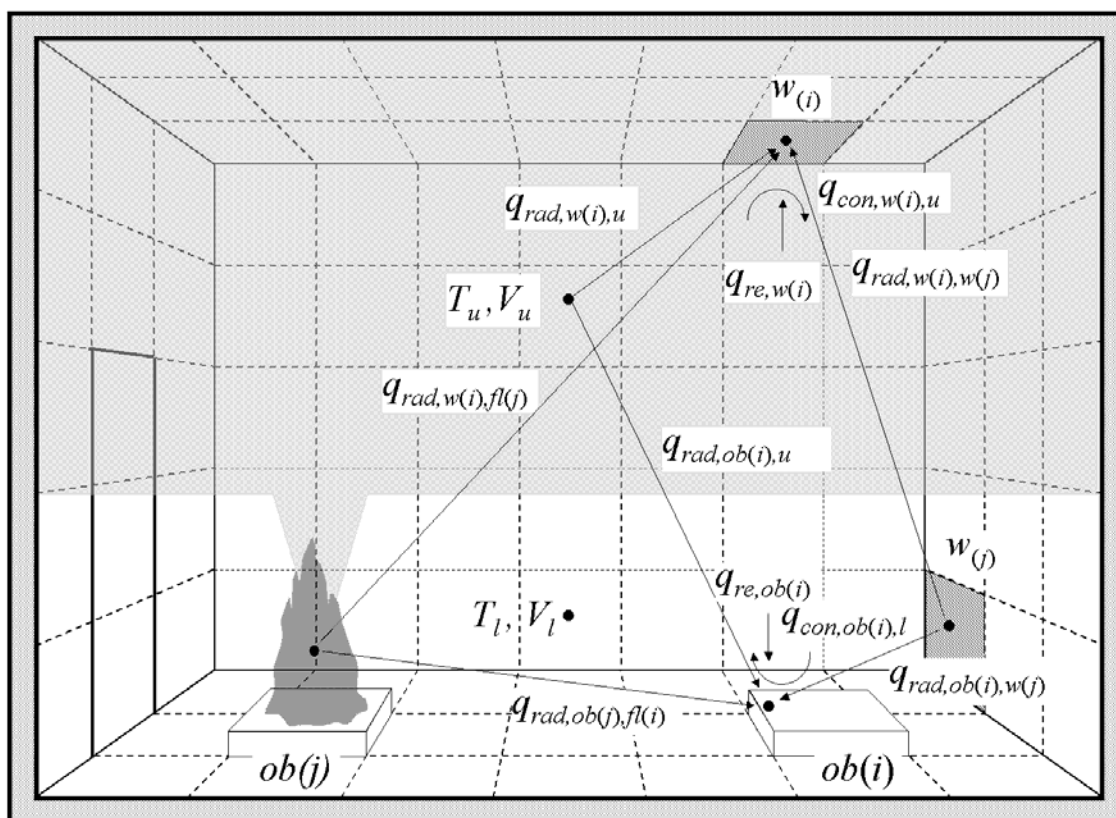 w(i)
q_rad,w(i),u
q_con,w(i),u
q_re,w(i)
q_rad,w(i),w(j)
T_u, V_u
q_rad,w(i),fl(j)
q_rad,ob(i),u
w(j)
q_re,ob(i)
T_l, V_l
q_con,ob(i),l
q_rad,ob(i),w(j)
q_rad,ob(j),fl(i)
ob(j)
ob(i)